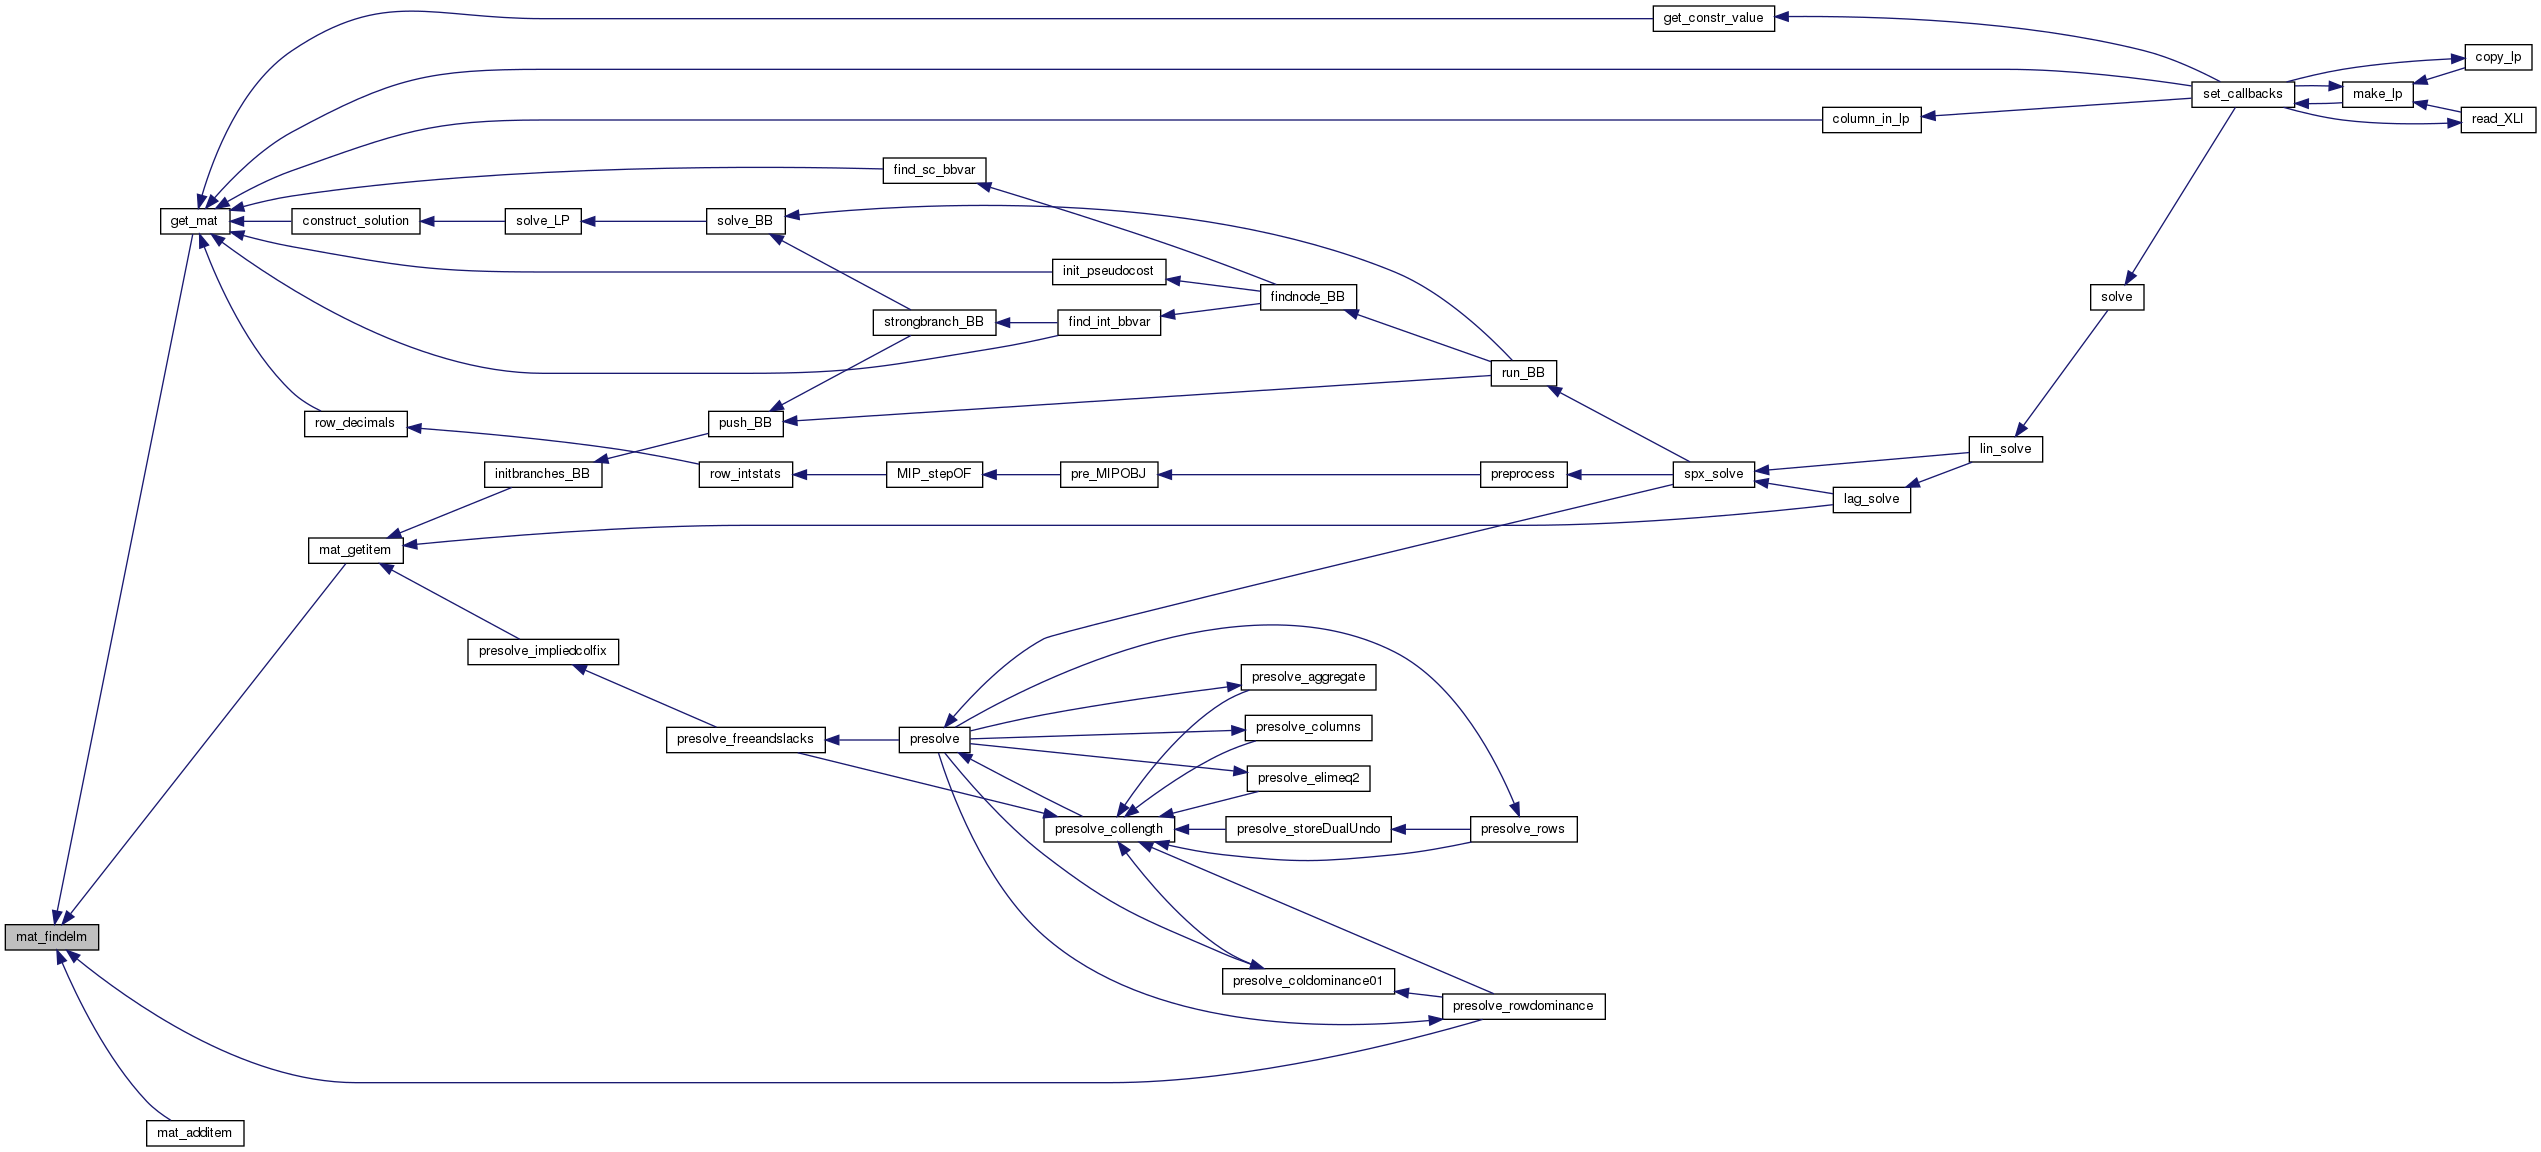 get_constr_value
copy_lp
set_callbacks
make_lp
column_in_lp
read_XLI
find_sc_bbvar
get_mat
construct_solution
solve_LP
solve_BB
init_pseudocost
findnode_BB
solve
strongbranch_BB
find_int_bbvar
run_BB
row_decimals
push_BB
lin_solve
initbranches_BB
row_intstats
MIP_stepOF
pre_MIPOBJ
preprocess
spx_solve
lag_solve
mat_getitem
presolve_impliedcolfix
presolve_aggregate
presolve_columns
presolve_freeandslacks
presolve
presolve_elimeq2
presolve_collength
presolve_storeDualUndo
presolve_rows
mat_findelm
presolve_coldominance01
presolve_rowdominance
mat_additem